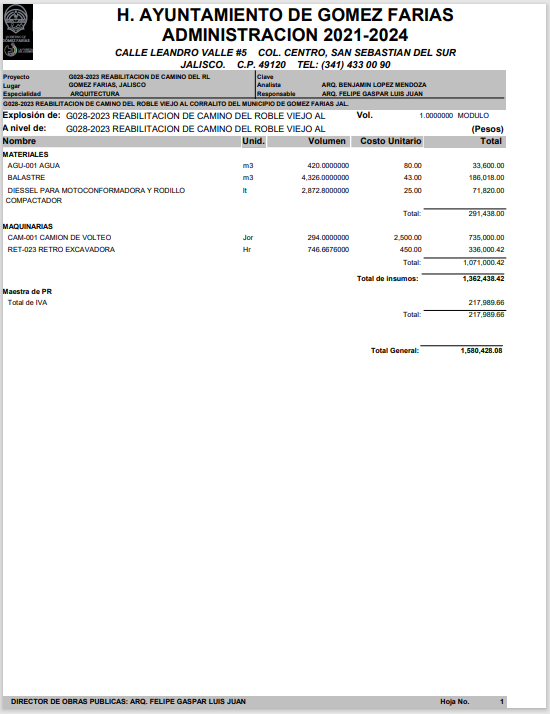 H. AYUNTAMIENTO DE GOMEZ FARIAS
ADMINISTRACION 2021-2024
CALLE LEANDRO VALLE #5 COL. CENTRO, SAN SEBASTIAN DEL SUR
JALISCO. C.P. 49120 TEL: (341) 433 00 90
Proyecto G028-2023 REABILITACION DE CAMINO DEL RL Clave
Lugar GOMEZ FARIAS, JALISCO Analista ARQ. BENJAMIN LOPEZ MENDOZA
Especialidad ARQUITECTURA Responsable ARQ. FELIPE GASPAR LUIS JUAN
G028-2023 REABILITACION DE CAMINO DEL ROBLE VIEJO AL CORRALITO DEL MUNICIPIO DE GOMEZ FARIAS JAL.
Explosión de: G028-2023 REABILITACION DE CAMINO DEL ROBLE VIEJO AL Vol. 1.0000000 MODULO
A nivel de: G028-2023 REABILITACION DE CAMINO DEL ROBLE VIEJO AL (Pesos)
Nombre Unid. Volumen Costo Unitario Total
MATERIALES
AGU-001 AGUA m3 420.0000000 80.00 33,600.00
BALASTRE m3 4,326.0000000 43.00 186,018.00
DIESSEL PARA MOTOCONFORMADORA Y RODILLO lt 2,872.8000000 25.00 71,820.00
COMPACTADOR
Total: 291,438.00
MAQUINARIAS
CAM-001 CAMION DE VOLTEO Jor 294.0000000 2,500.00 735,000.00
RET-023 RETRO EXCAVADORA Hr 746.6676000 450.00 336,000.42
Total: 1,071,000.42
Total de insumos: 1,362,438.42
Maestra de PR
Total de IVA 217,989.66
Total: 217,989.66
Total General: 1,580,428.08
DIRECTOR DE OBRAS PUBLICAS: ARQ. FELIPE GASPAR LUIS JUAN Hoja No. 1